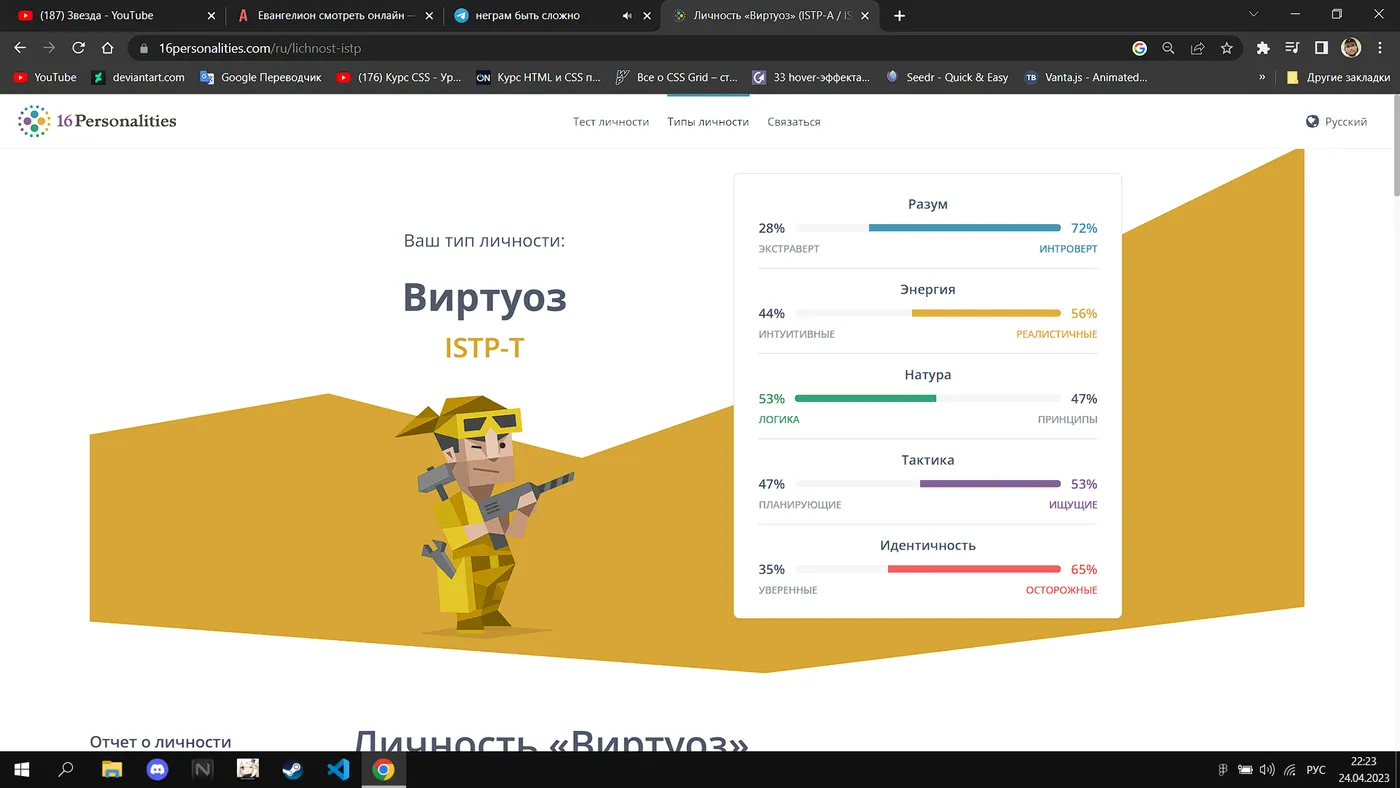 (187) Звезда - YouTube
Евангелион смотреть онлайн —
неграм быть сложно
Личность «Виртуоз» (ISTP-A / IS
16personalities.com/ru/lichnost-istp
YouTube
deviantart.com
Google Переводчик
(176) Курс CSS - Ур...
Курс HTML и CSS п...
Все о CSS Grid – ст...
33 hover-эффекта...
Seedr - Quick & Easy
Vanta.js - Animated...
»
Другие закладки
16Personalities
Тест личности
Типы личности
Связаться
Русский
Ваш тип личности:
Виртуоз
ISTP-T
Разум
28% 72%
ЭКСТРАВЕРТ ИНТРОВЕРТ
Энергия
44% 56%
ИНТУИТИВНЫЕ РЕАЛИСТИЧНЫЕ
Натура
53% 47%
ЛОГИКА ПРИНЦИПЫ
Тактика
47% 53%
ПЛАНИРУЮЩИЕ ИЩУЩИЕ
Идентичность
35% 65%
УВЕРЕННЫЕ ОСТОРОЖНЫЕ
Отчет о личности
Личность «Виртуоз»
РУС
22:23
24.04.2023